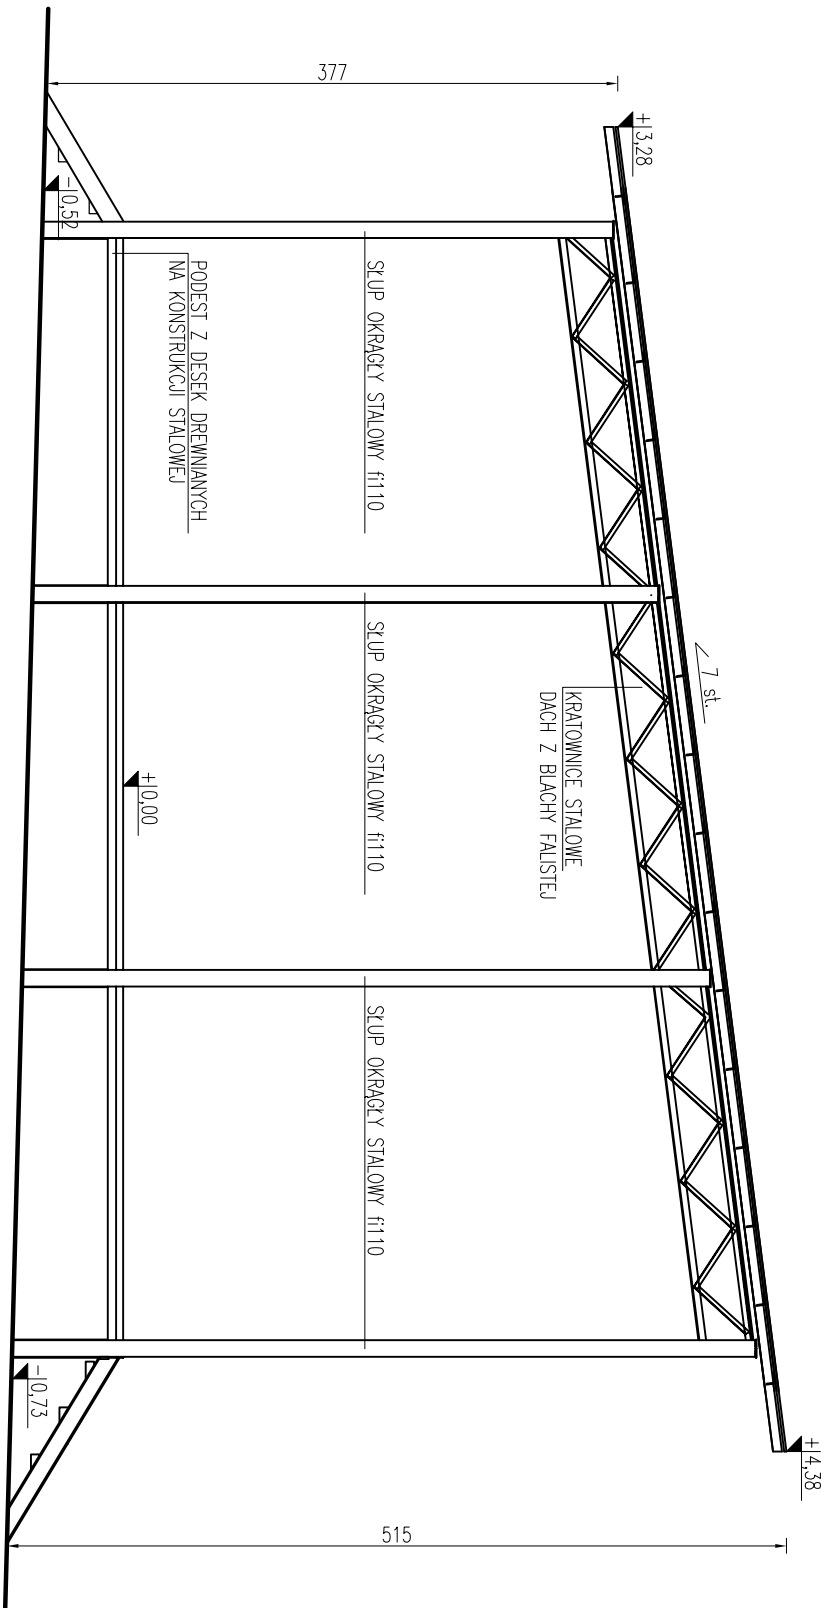 377
+3,28
-0,52
SŁUP OKRĄGŁY STALOWY fi110
PODEST Z DESEK DREWNIANYCH
NA KONSTRUKCJI STALOWEJ
7 st.
SŁUP OKRĄGŁY STALOWY fi110
KRATOWNICE STALOWE
DACH Z BLACHY FALISTEJ
+0,00
SŁUP OKRĄGŁY STALOWY fi110
-0,73
+4,38
515